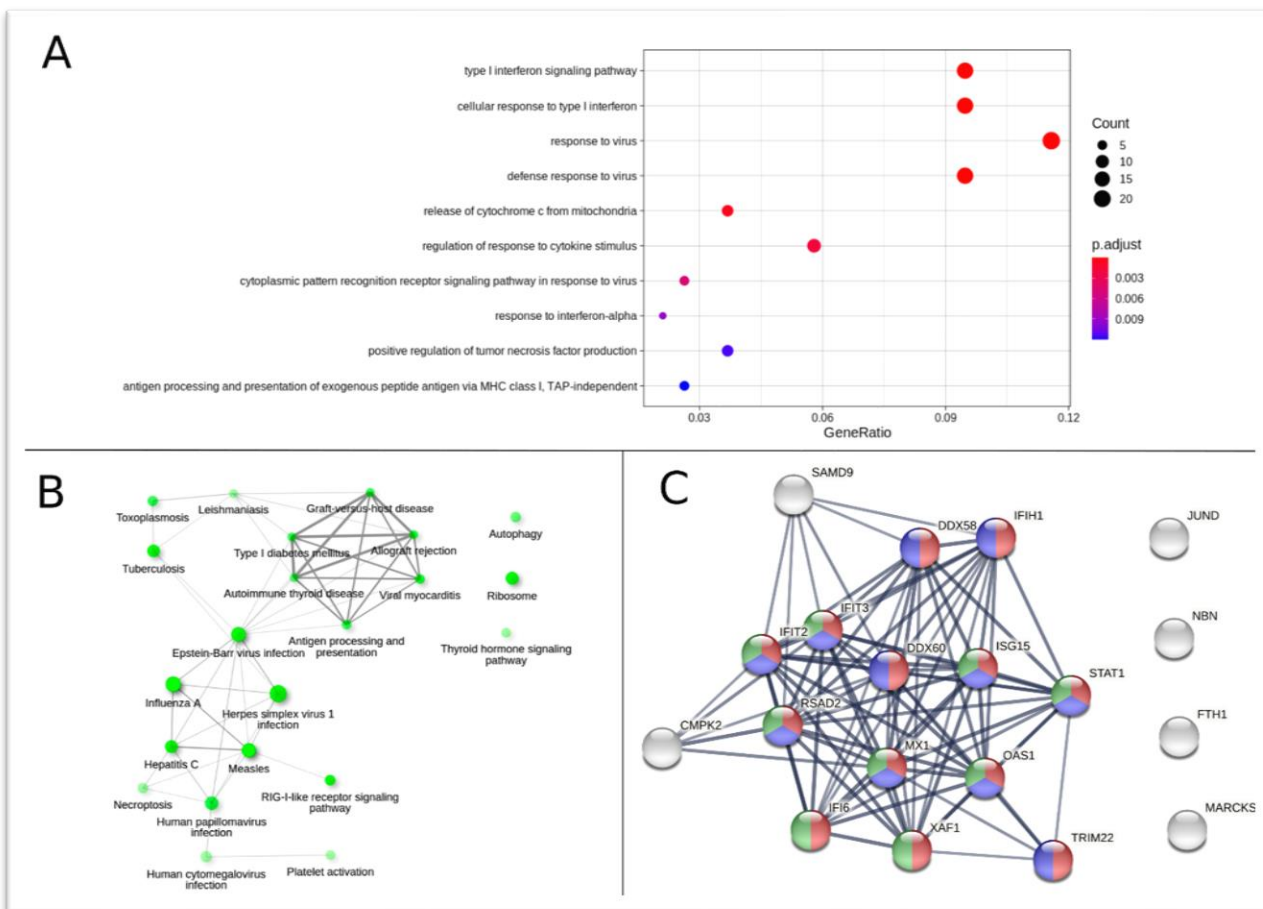 A
type I interferon signaling pathway
cellular response to type I interferon
response to virus
defense response to virus
release of cytochrome c from mitochondria
regulation of response to cytokine stimulus
cytoplasmic pattern recognition receptor signaling pathway in response to virus
response to interferon-alpha
positive regulation of tumor necrosis factor production
antigen processing and presentation of exogenous peptide antigen via MHC class I, TAP-independent
0.03 0.06 0.09 0.12
GeneRatio
Count
5
10
15
20
p.adjust
0.003
0.006
0.009
B
Toxoplasmosis
Leishmaniasis
Graft-versus-host disease
Tuberculosis
Type I diabetes mellitus
Allograft rejection
Autoimmune thyroid disease
Viral myocarditis
Autophagy
Ribosome
Epstein-Barr virus infection
Antigen processing and
presentation
Thyroid hormone signaling
pathway
Influenza A
Herpes simplex virus 1
infection
Hepatitis C
Measles
Necroptosis
RIG-I-like receptor signaling
pathway
Human papillomavirus
infection
Human cytomegalovirus
infection
Platelet activation
C
SAMD9
DDX58
IFIH1
JUND
IFIT3
IFIT2
DDX60
ISG15
NBN
STAT1
RSAD2
CMPK2
FTH1
MX1
OAS1
IFI6
XAF1
TRIM22
MARCKS